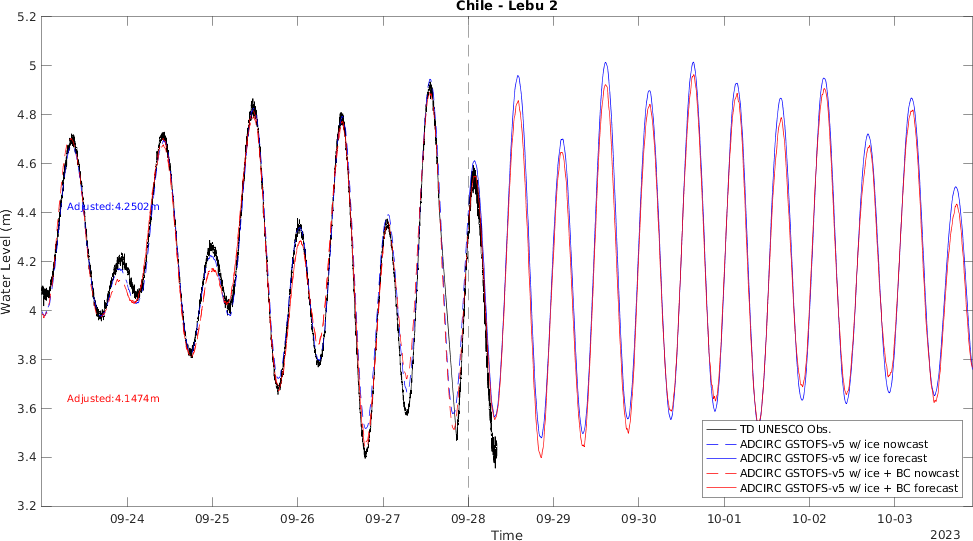 Chile - Lebu 2
5.2
5
4.8
4.6
4.4
4.2
4
3.8
3.6
3.4
3.2
Water Level (m)
Adjusted:4.2502m
Adjusted:4.1474m
TD UNESCO Obs.
ADCIRC GSTOFS-v5 w/ ice nowcast
ADCIRC GSTOFS-v5 w/ ice forecast
ADCIRC GSTOFS-v5 w/ ice + BC nowcast
ADCIRC GSTOFS-v5 w/ ice + BC forecast
09-24 09-25 09-26 09-27 09-28 09-29 09-30 10-01 10-02 10-03
Time
2023